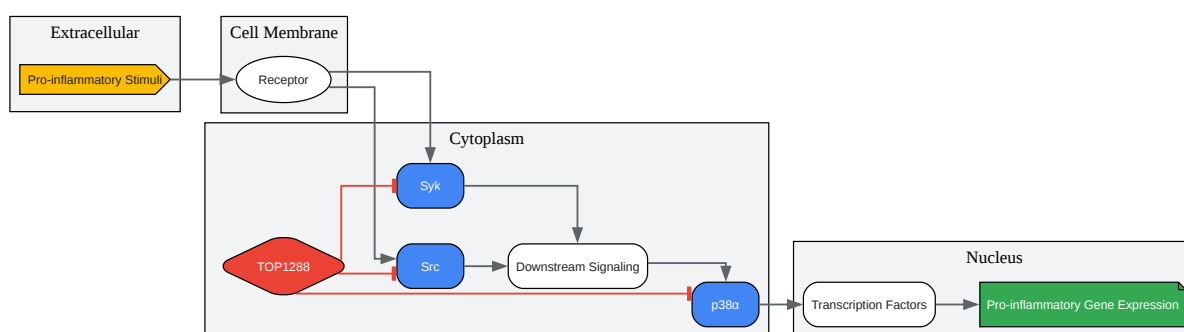 Extracellular
Cell Membrane
Pro-inflammatory Stimuli
Receptor
Cytoplasm
Syk
TOP1288
Src
Downstream Signaling
p38α
Nucleus
Transcription Factors
Pro-inflammatory Gene Expression